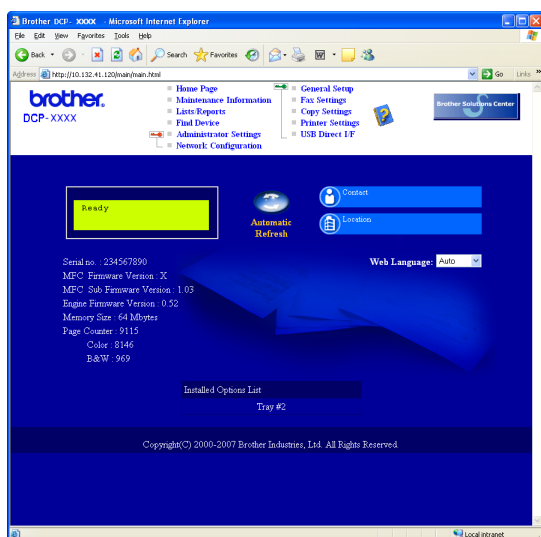 Brother DCP- XXXX - Microsoft Internet Explorer
File Edit View Favorites Tools Help
Back Search Favorites
Address http://10.132.41.120/main/main.html Go Links »
brother.
DCP-XXXX
Home Page
Maintenance Information
Lists/Reports
Find Device
Administrator Settings
Network Configuration
General Setup
Fax Settings
Copy Settings
Printer Settings
USB Direct I/F
Brother Solutions Center
Ready
Automatic
Refresh
Contact
Location
Serial no. : 234567890
MFC Firmware Version : X
MFC Sub Firmware Version : 1.03
Engine Firmware Version : 0.52
Memory Size : 64 Mbytes
Page Counter : 9115
Color : 8146
B&W : 969
Web Language: Auto
Installed Options List
Tray #2
Copyright(C) 2000-2007 Brother Industries, Ltd. All Rights Reserved.
Local intranet